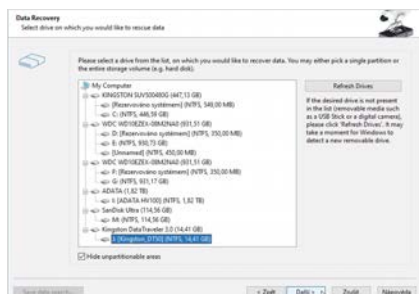 Data Recovery
Select drive on which you would like to rescue data
Please select a drive from the list, on which you would like to recover data. You may either pick a single partition or
the entire storage volume (e.g. hard disk).
My Computer
KINGSTON SUV500480G (447,13 GB)
[Rezervováno systémem] (NTFS, 549,00 MB)
C: (NTFS, 446,59 GB)
WDC WD10EZEX-08M2NA0 (931,51 GB)
D: [Rezervováno systémem] (NTFS, 350,00 MB)
E: (NTFS, 930,73 GB)
[Unnamed] (NTFS, 450,00 MB)
WDC WD10EZEX-08M2NA0 (931,51 GB)
F: [Rezervováno systémem] (NTFS, 350,00 MB)
G: (NTFS, 931,17 GB)
ADATA (1,82 TB)
I: [ADATA HV100] (NTFS, 1,82 TB)
SanDisk Ultra (114,56 GB)
M: (NTFS, 114,56 GB)
Kingston DataTraveler 3.0 (14,41 GB)
[Kingston_DT50] (NTFS, 14,41 GB)
Hide unpartitionable areas
Refresh Drives
If the desired drive is not present
in the list (removable media such
as a USB Stick or a digital camera),
please click 'Refresh Drives'. It may
take a moment for Windows to
detect a new removable drive.
< Zpět
Další >
Zrušit
Nápověda